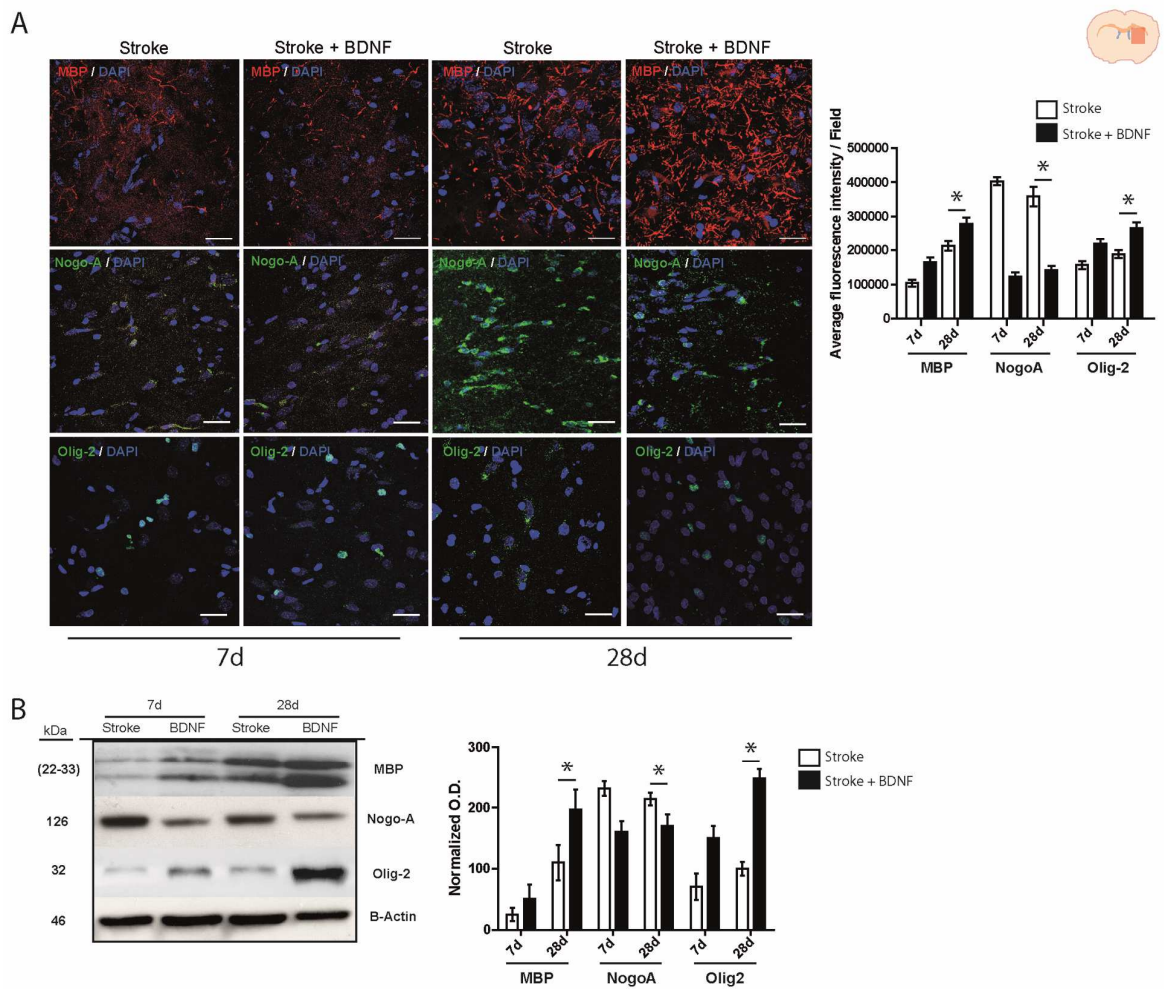 A
Stroke
Stroke + BDNF
Stroke
Stroke + BDNF
MBP / DAPI
MBP / DAPI
MBP / DAPI
MBP / DAPI
Nogo-A / DAPI
Nogo-A / DAPI
Nogo-A / DAPI
Nogo-A / DAPI
Olig-2 / DAPI
Olig-2 / DAPI
Olig-2 / DAPI
Olig-2 / DAPI
7d
28d
Stroke
Stroke + BDNF
Average fluorescence intensity / Field
500000
400000
300000
200000
100000
0
*
*
*
7d
28d
7d
28d
7d
28d
MBP
NogoA
Olig-2
B
7d
28d
kDa
Stroke
BDNF
Stroke
BDNF
(22-33)
MBP
126
Nogo-A
32
Olig-2
46
B-Actin
Normalized O.D.
300
200
100
0
*
*
*
7d
28d
7d
28d
7d
28d
MBP
NogoA
Olig2
Stroke
Stroke + BDNF